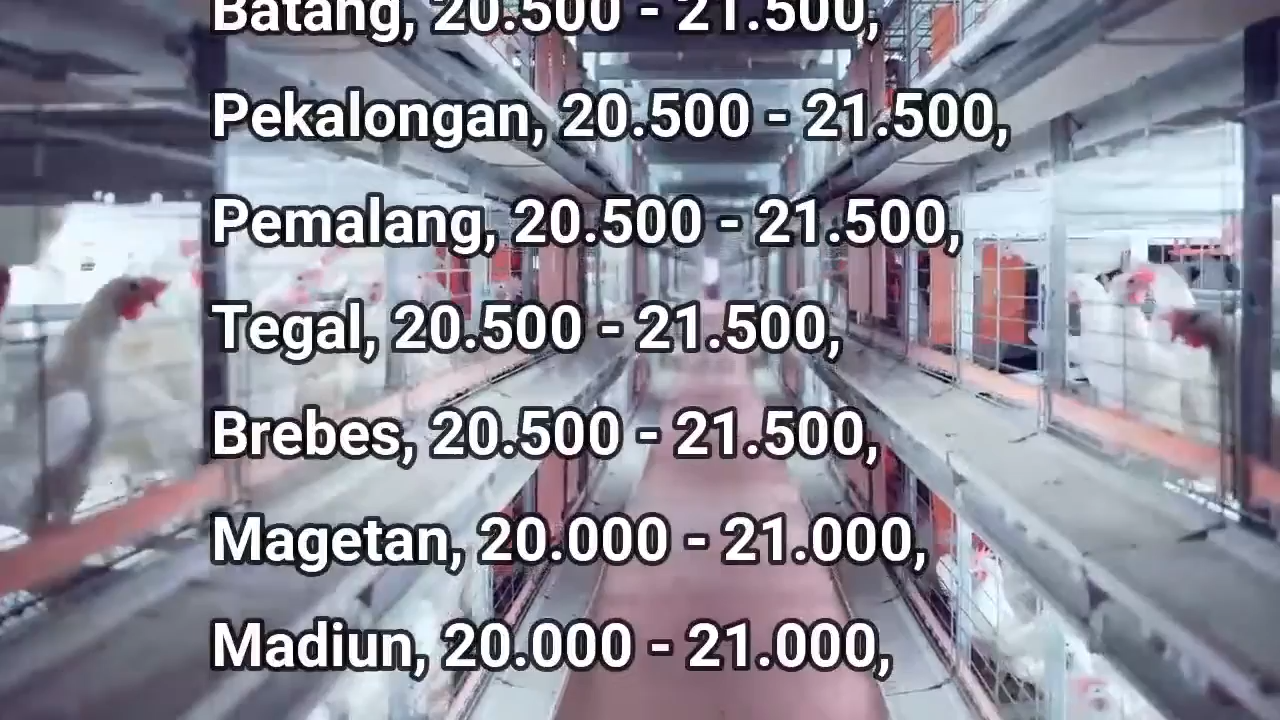 Batang, 20.500 - 21.500,
Pekalongan, 20.500 - 21.500,
Pemalang, 20.500 - 21.500,
Tegal, 20.500 - 21.500,
Brebes, 20.500 - 21.500,
Magetan, 20.000 - 21.000,
Madiun, 20.000 - 21.000,